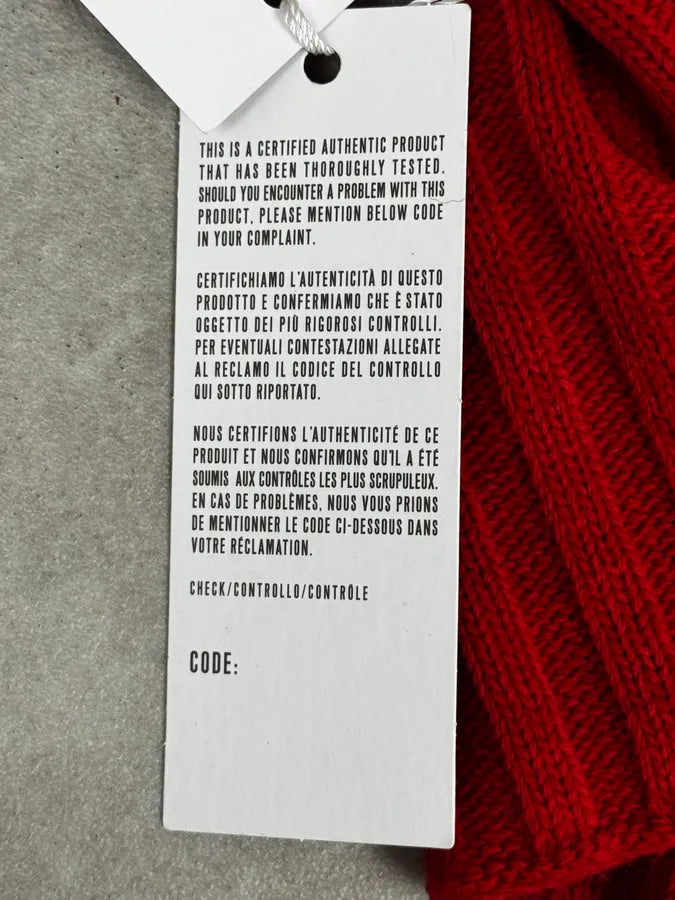 THIS IS A CERTIFIED AUTHENTIC PRODUCT
THAT HAS BEEN THOROUGHLY TESTED.
SHOULD YOU ENCOUNTER A PROBLEM WITH THIS
PRODUCT, PLEASE MENTION BELOW CODE
IN YOUR COMPLAINT.
CERTIFICHIAMO L'AUTENTICITÀ DI QUESTO
PRODOTTO E CONFERMIAMO CHE È STATO
OGGETTO DEI PIÙ RIGOROSI CONTROLLI.
PER EVENTUALI CONTESTAZIONI ALLEGATE
AL RECLAMO IL CODICE DEL CONTROLLO
QUI SOTTO RIPORTATO.
NOUS CERTIFIONS L'AUTHENTICITÉ DE CE
PRODUIT ET NOUS CONFIRMONS QU'IL A ÉTÉ
SOUMIS AUX CONTRÔLES LES PLUS SCRUPULEUX.
EN CAS DE PROBLÈMES, NOUS VOUS PRIONS
DE MENTIONNER LE CODE CI-DESSOUS DANS
VOTRE RÉCLAMATION.
CHECK/CONTROLLO/CONTRÔLE
CODE: